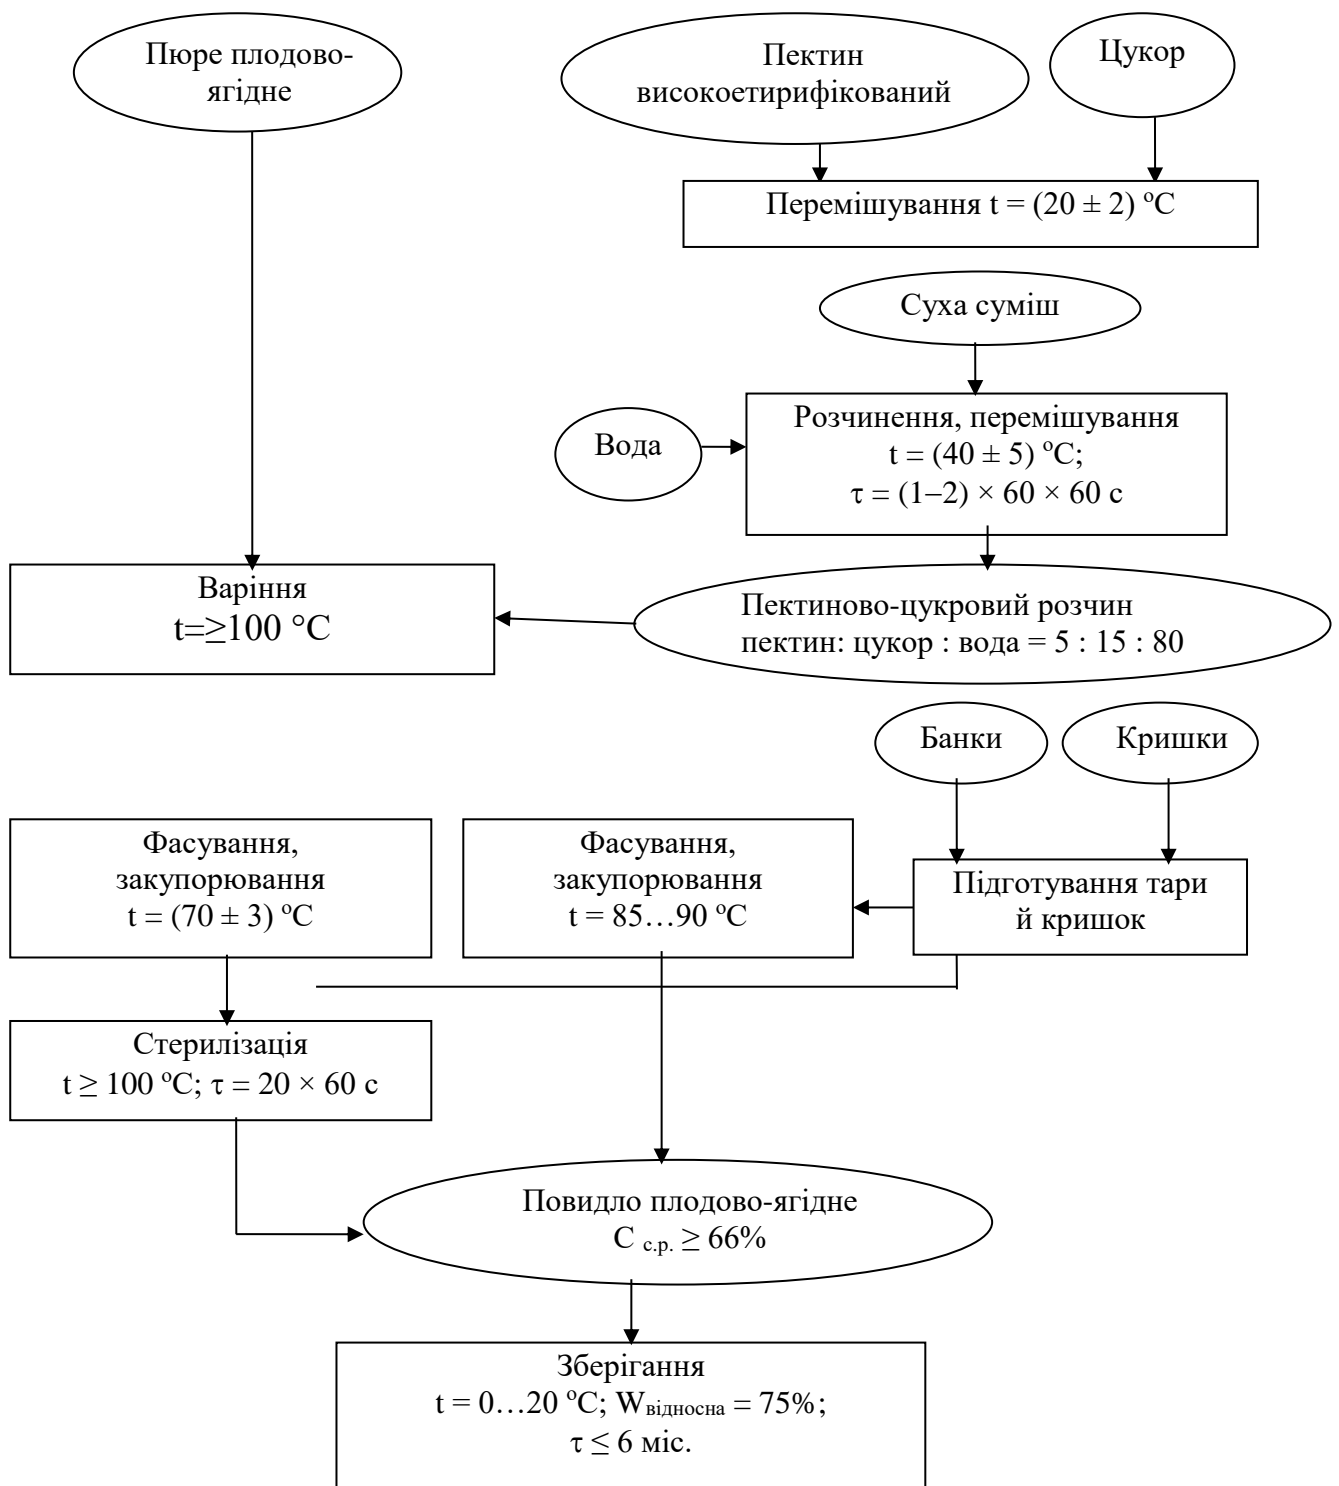 Пюре плодово-
ягідне
Пектин
високоетирифікований
Цукор
Перемішування t = (20 ± 2) ºС
Суха суміш
Вода
Розчинення, перемішування
t = (40 ± 5) ºС;
τ = (1–2) × 60 × 60 с
Варіння
t=≥100 °С
Пектиново-цукровий розчин
пектин: цукор : вода = 5 : 15 : 80
Банки
Кришки
Фасування,
закупорювання
t = (70 ± 3) ºС
Фасування,
закупорювання
t = 85…90 ºС
Підготування тари
й кришок
Стерилізація
t ≥ 100 ºС; τ = 20 × 60 с
Повидло плодово-ягідне
С с.р. ≥ 66%
Зберігання
t = 0…20 ºС; Wвідносна = 75%;
τ ≤ 6 міс.